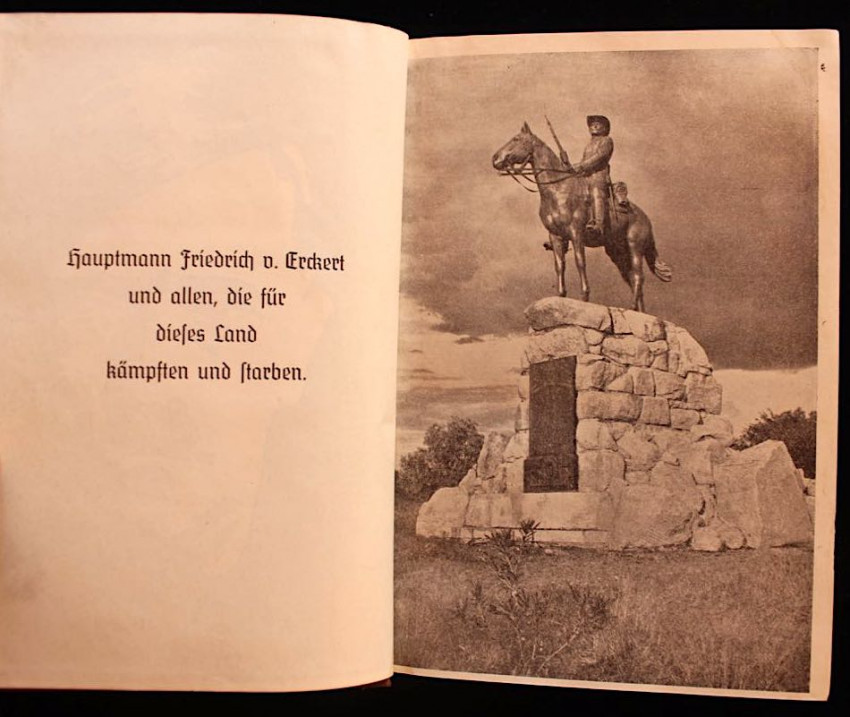 Hauptmann Friedrich v. Erckert
und allen, die für
dieſes Land
kämpften und ſtarben.